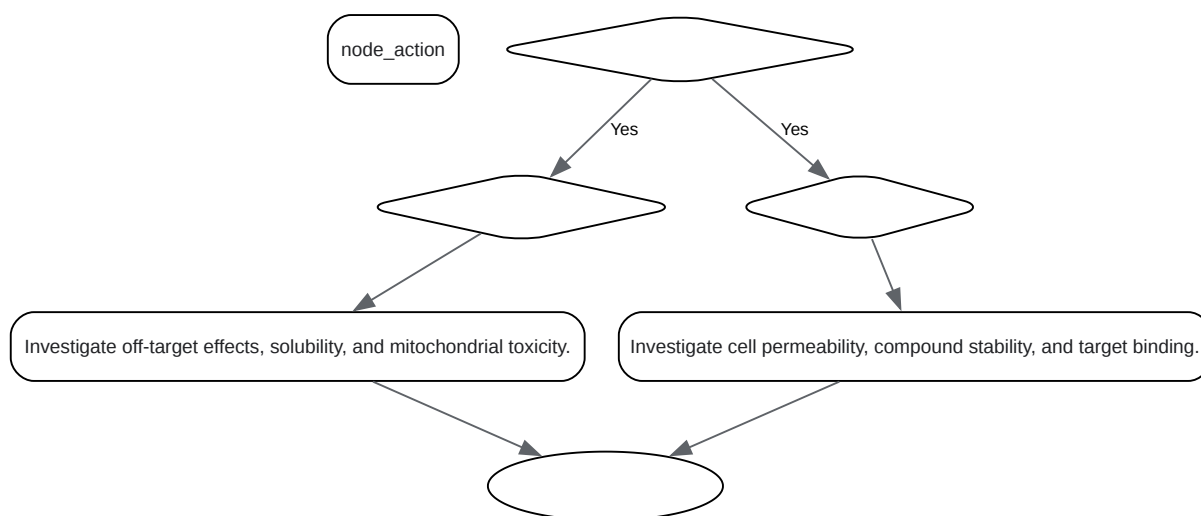 node_action
Yes
Yes
Investigate off-target effects, solubility, and mitochondrial toxicity.
Investigate cell permeability, compound stability, and target binding.